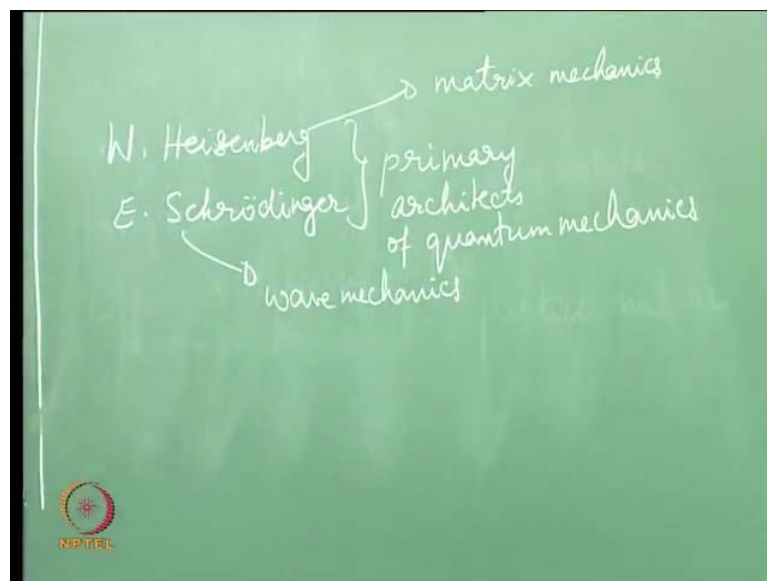 matrix mechanics
W. Heisenberg
E. Schrödinger
primary
architects
of quantum mechanics
wave mechanics
NPTEL